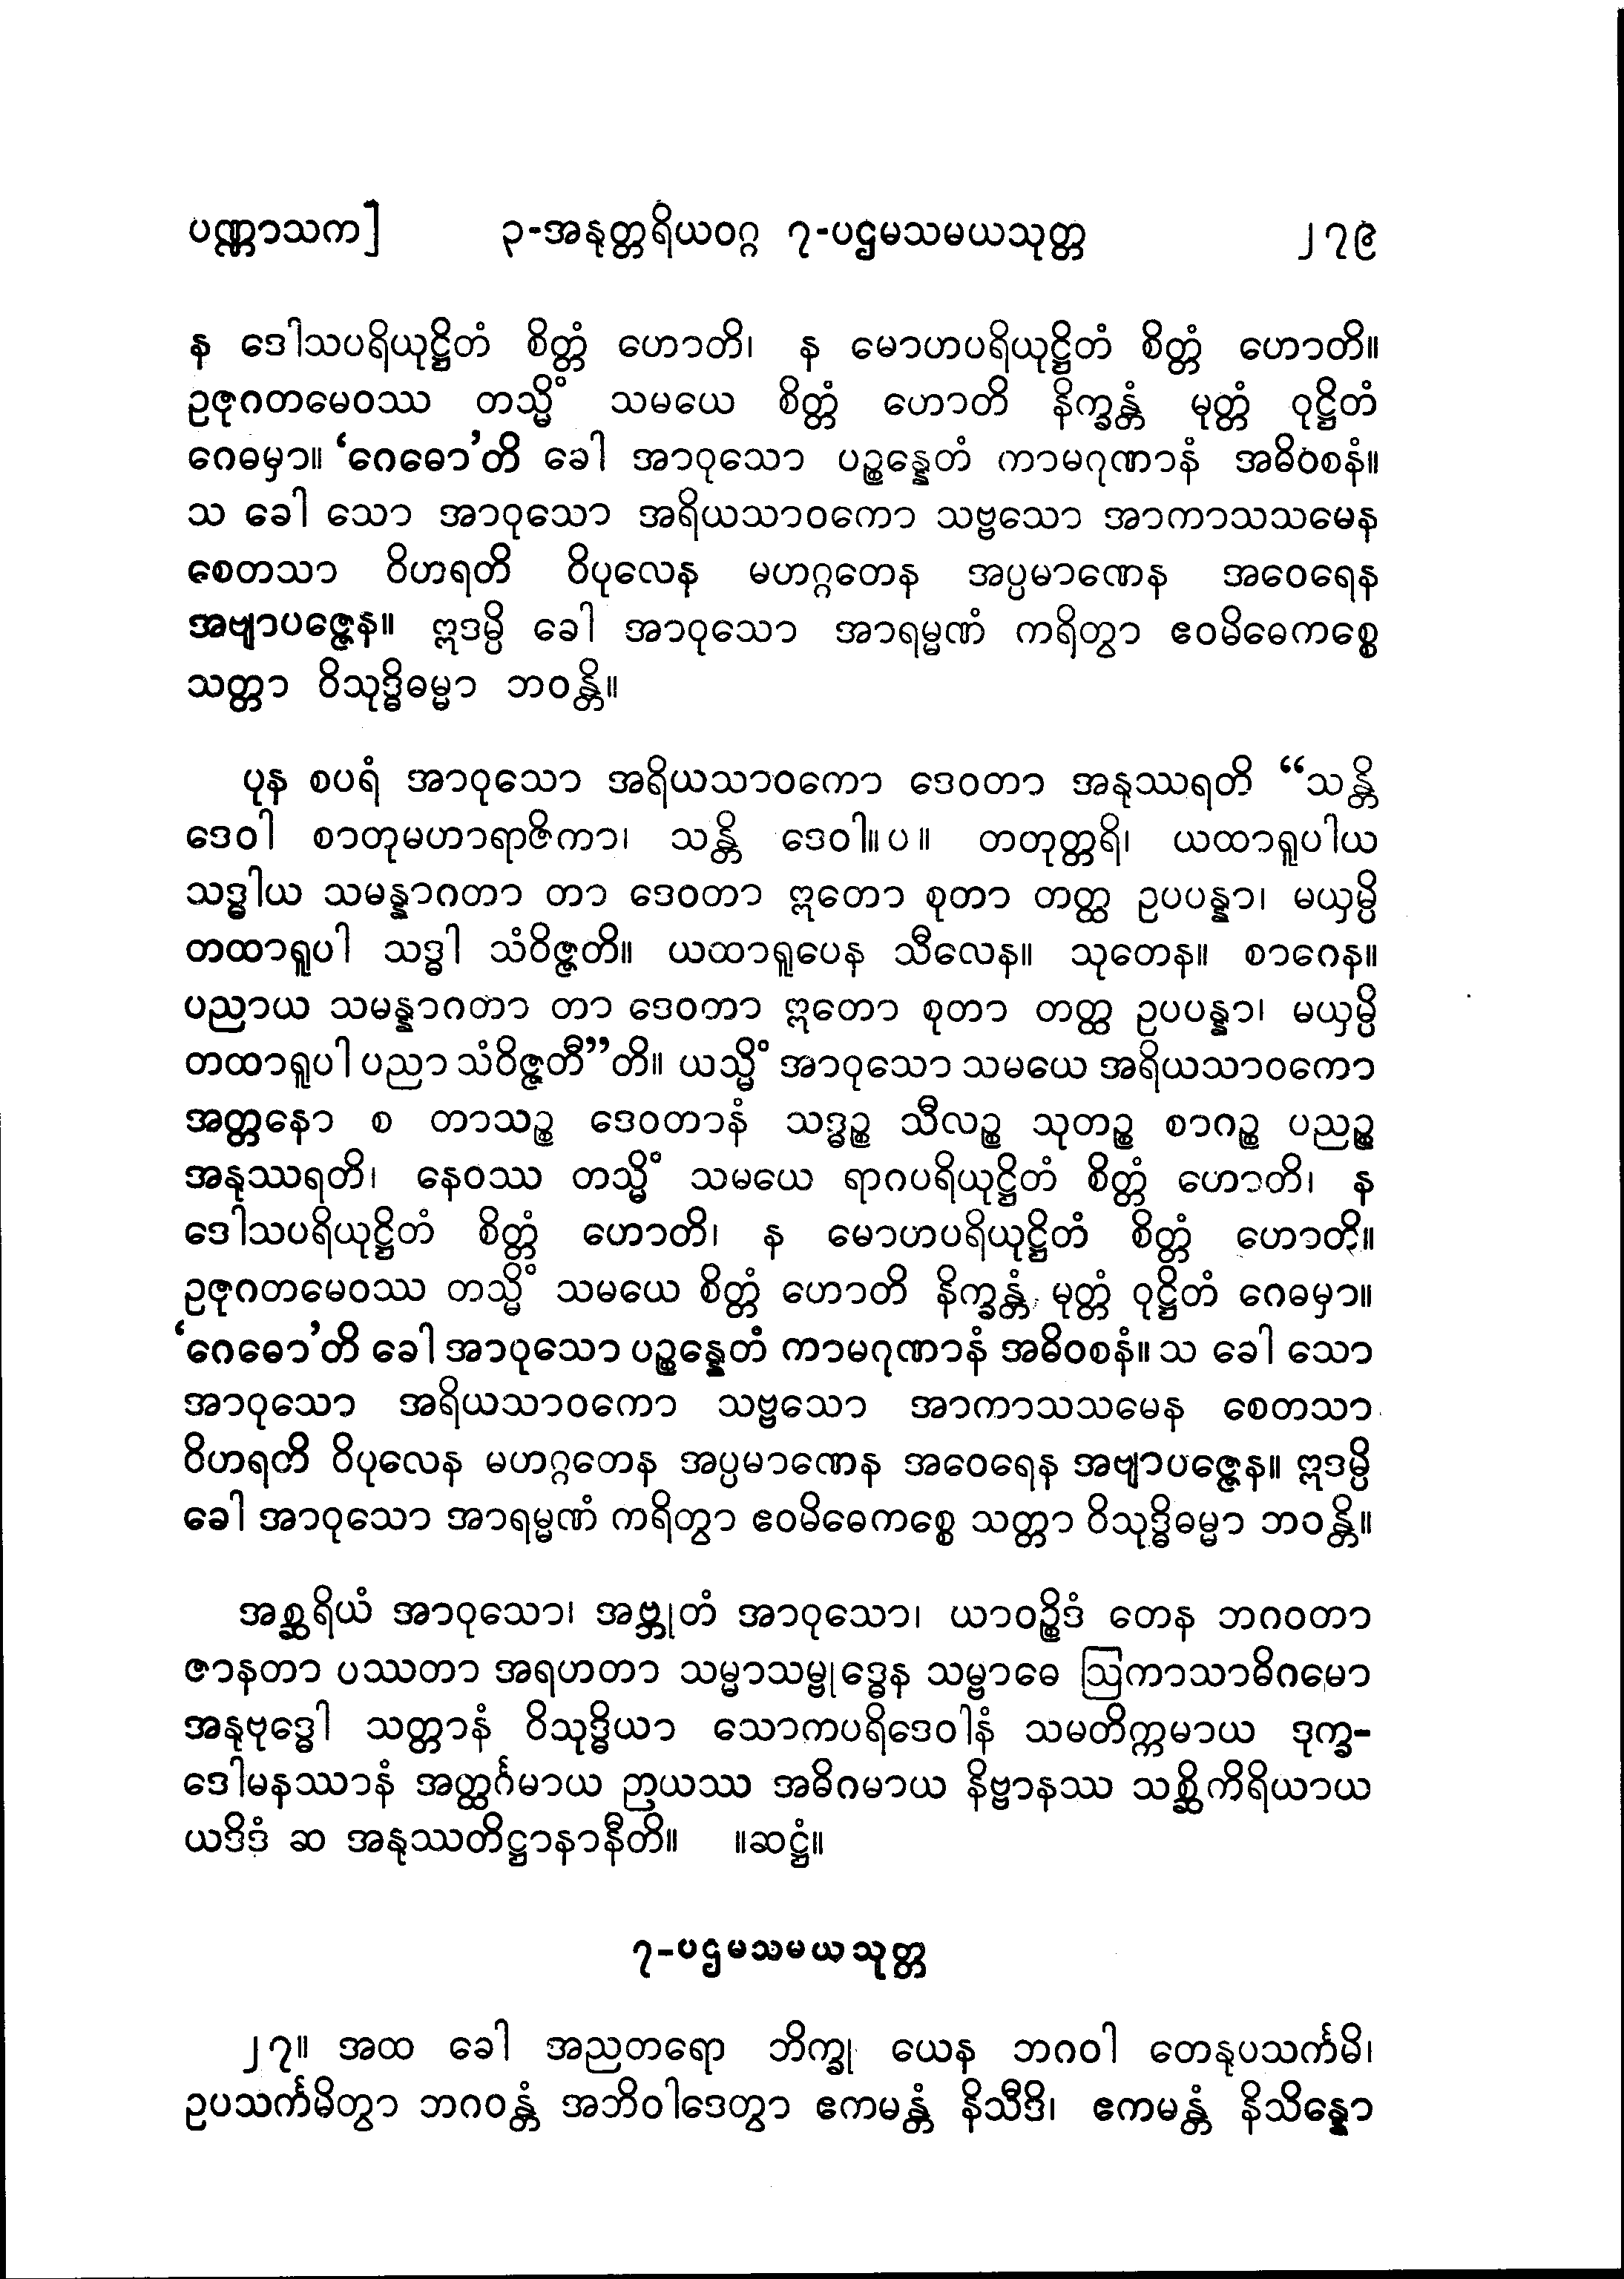 ပဏ္ဏာသက] ၃-အနုတ္တရိယဝဂ္ဂ ၇-ပဌမသမယသုတ္တ ၂၇၉
န ဒေါသပရိယုဋ္ဌိတံ စိတ္တံ ဟောတိ၊ န မောဟပရိယုဋ္ဌိတံ စိတ္တံ ဟောတိ။
ဥဇုဂတမေဝဿ တသ္မိံ သမယေ စိတ္တံ ဟောတိ နိက္ခန္တံ မုတ္တံ ဝုဋ္ဌိတံ
ဂေဓမှာ။ ‘ဂေဓော’တိ ခေါ အာဝုသော ပဉ္စန္နေတံ ကာမဂုဏာနံ အဓိဝစနံ။
သ ခေါ သော အာဝုသော အရိယသာဝကော သဗ္ဗသော အာကာသသမေန
စေတသာ ဝိဟရတိ ဝိပုလေန မဟဂ္ဂတေန အပ္ပမာဏေန အဝေရေန
အဗျာပဇ္ဇေန။ ဣဒမ္ပိ ခေါ အာဝုသော အာရမ္မဏံ ကရိတွာ ဧဝမိဓေကစ္စေ
သတ္တာ ဝိသုဒ္ဓိဓမ္မာ ဘဝန္တိ။
ပုန စပရံ အာဝုသော အရိယသာဝကော ဒေဝတာ အနုဿရတိ “သန္တိ
ဒေဝါ စာတုမဟာရာဇိကာ၊ သန္တိ ဒေဝါ။ပ။ တတုတ္တရိ၊ ယထာရူပါယ
သဒ္ဓါယ သမန္နာဂတာ တာ ဒေဝတာ ဣတော စုတာ တတ္ထ ဥပပန္နာ၊ မယှမ္ပိ
တထာရူပါ သဒ္ဓါ သံဝိဇ္ဇတိ။ ယထာရူပေန သီလေန။ သုတေန။ စာဂေန။
ပညာယ သမန္နာဂတာ တာ ဒေဝတာ ဣတော စုတာ တတ္ထ ဥပပန္နာ၊ မယှမ္ပိ
တထာရူပါ ပညာ သံဝိဇ္ဇတီ”တိ။ ယသ္မိံ အာဝုသော သမယေ အရိယသာဝကော
အတ္တနော စ တာသဉ္စ ဒေဝတာနံ သဒ္ဓဉ္စ သီလဉ္စ သုတဉ္စ စာဂဉ္စ ပညဉ္စ
အနုဿရတိ၊ နေဝဿ တသ္မိံ သမယေ ရာဂပရိယုဋ္ဌိတံ စိတ္တံ ဟောတိ၊ န
ဒေါသပရိယုဋ္ဌိတံ စိတ္တံ ဟောတိ၊ န မောဟပရိယုဋ္ဌိတံ စိတ္တံ ဟောတိ။
ဥဇုဂတမေဝဿ တသ္မိံ သမယေ စိတ္တံ ဟောတိ နိက္ခန္တံ မုတ္တံ ဝုဋ္ဌိတံ ဂေဓမှာ။
‘ဂေဓော’တိ ခေါ အာဝုသော ပဉ္စန္နေတံ ကာမဂုဏာနံ အဓိဝစနံ။ သ ခေါ သော
အာဝုသော အရိယသာဝကော သဗ္ဗသော အာကာသသမေန စေတသာ
ဝိဟရတိ ဝိပုလေန မဟဂ္ဂတေန အပ္ပမာဏေန အဝေရေန အဗျာပဇ္ဇေန။ ဣဒမ္ပိ
ခေါ အာဝုသော အာရမ္မဏံ ကရိတွာ ဧဝမိဓေကစ္စေ သတ္တာ ဝိသုဒ္ဓိဓမ္မာ ဘဝန္တိ။
အစ္ဆရိယံ အာဝုသော၊ အဗ္ဘုတံ အာဝုသော၊ ယာဝဉ္စိဒံ တေန ဘဂဝတာ
ဇာနတာ ပဿတာ အရဟတာ သမ္မာသမ္ဗုဒ္ဓေန သမ္ဗာဓေ ဩကာသာဓိဂမော
အနုဗုဒ္ဓေါ သတ္တာနံ ဝိသုဒ္ဓိယာ သောကပရိဒေဝါနံ သမတိက္ကမာယ ဒုက္ခ-
ဒေါမနဿာနံ အတ္ထင်္ဂမာယ ဉာယဿ အဓိဂမာယ နိဗ္ဗာနဿ သစ္ဆိကိရိယာယ
ယဒိဒံ ဆ အနုဿတိဋ္ဌာနာနီတိ။ ။ဆဋ္ဌံ။
၇-ပဌမသမယသုတ္တ
၂၇။ အထ ခေါ အညတရော ဘိက္ခု ယေန ဘဂဝါ တေနုပသင်္ကမိ၊
ဥပသင်္ကမိတွာ ဘဂဝန္တံ အဘိဝါဒေတွာ ဧကမန္တံ နိသီဒိ၊ ဧကမန္တံ နိသိန္နော